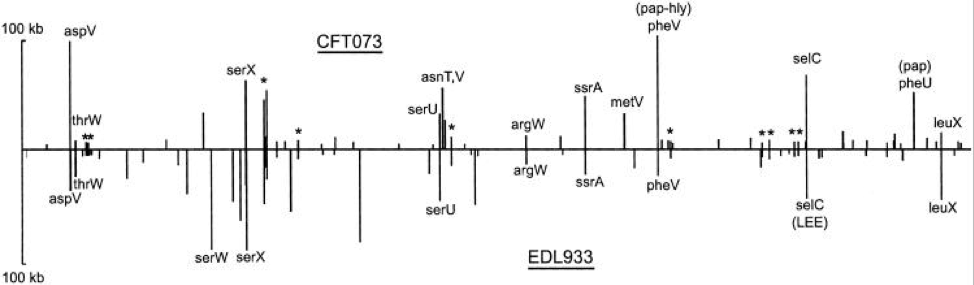 (pap-hly)
100 kb aspV pheV
CFT073
selC
serX * asnT,V (pap)
pheU
ssrA metV
serU
thrW argW leuX
** * * * ** **
thrW argW ssrA pheV
aspV serU selC leuX
(LEE)
serW serX EDL933
100 kb